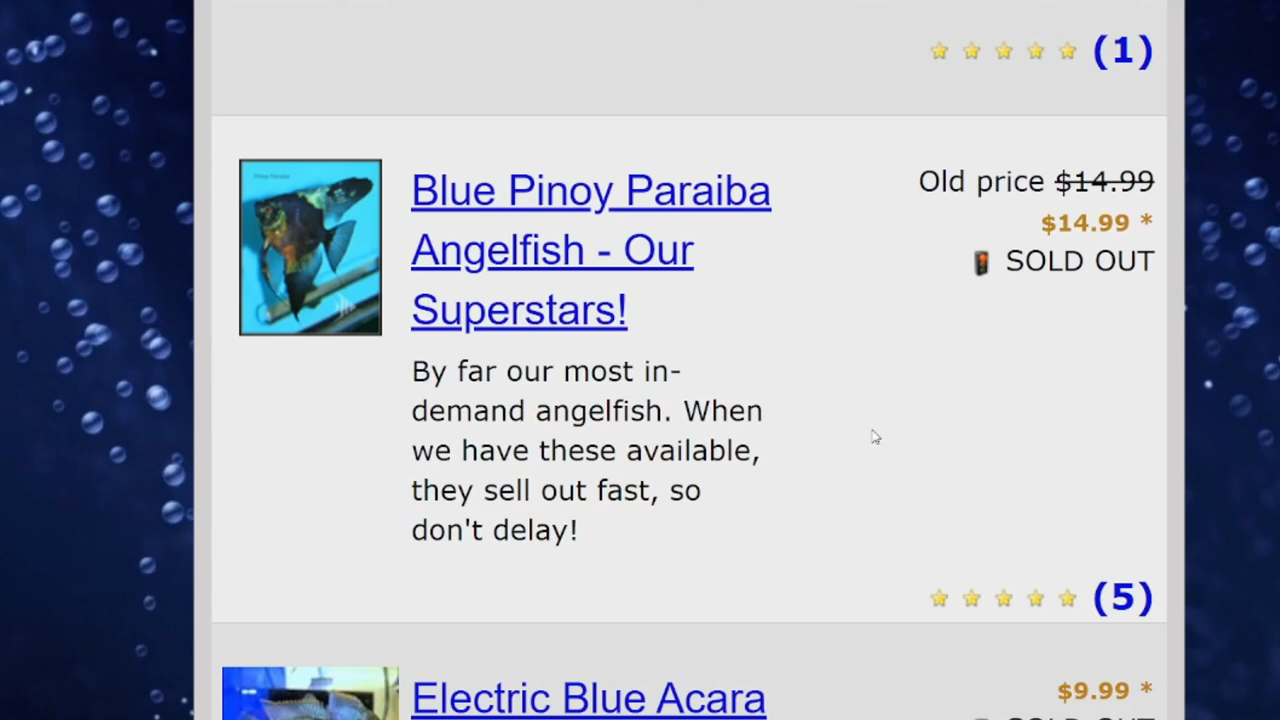 (1)
Blue Pinoy Paraiba
Angelfish - Our
Superstars!
Old price $14.99
$14.99 *
SOLD OUT
By far our most in-
demand angelfish. When
we have these available,
they sell out fast, so
don't delay!
(5)
Electric Blue Acara
$9.99 *
SOLD OUT